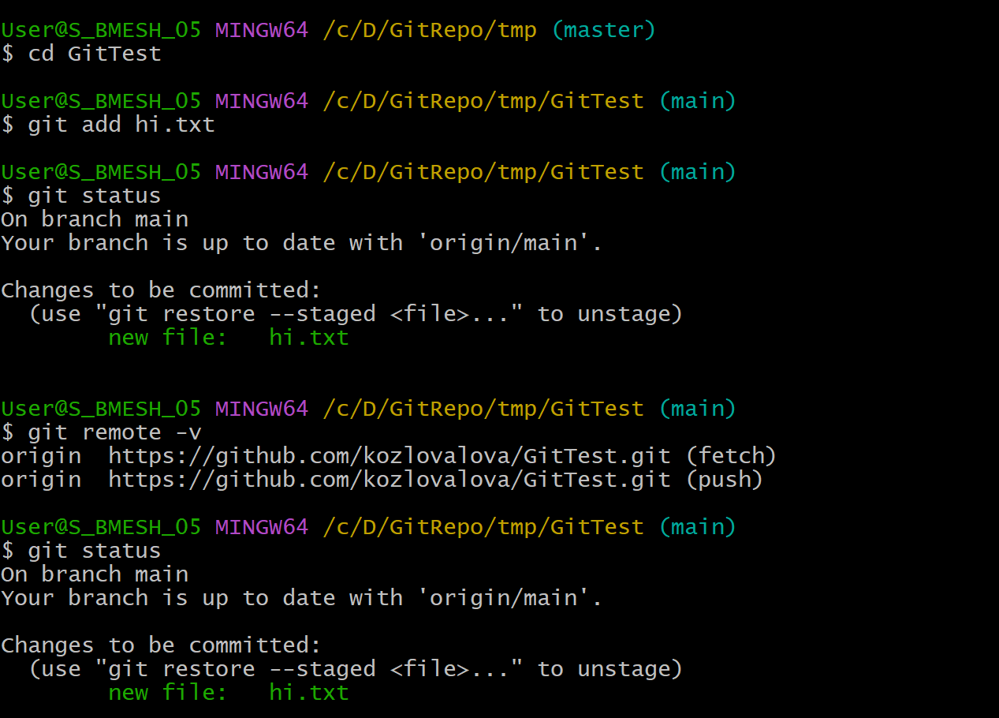 User@S_BMESH_05 MINGW64 /c/D/GitRepo/tmp (master)
$ cd GitTest
User@S_BMESH_05 MINGW64 /c/D/GitRepo/tmp/GitTest (main)
$ git add hi.txt
User@S_BMESH_05 MINGW64 /c/D/GitRepo/tmp/GitTest (main)
$ git status
On branch main
Your branch is up to date with 'origin/main'.
Changes to be committed:
  (use "git restore --staged <file>..." to unstage)
        new file:   hi.txt
User@S_BMESH_05 MINGW64 /c/D/GitRepo/tmp/GitTest (main)
$ git remote -v
origin  https://github.com/kozlovalova/GitTest.git (fetch)
origin  https://github.com/kozlovalova/GitTest.git (push)
User@S_BMESH_05 MINGW64 /c/D/GitRepo/tmp/GitTest (main)
$ git status
On branch main
Your branch is up to date with 'origin/main'.
Changes to be committed:
  (use "git restore --staged <file>..." to unstage)
        new file:   hi.txt